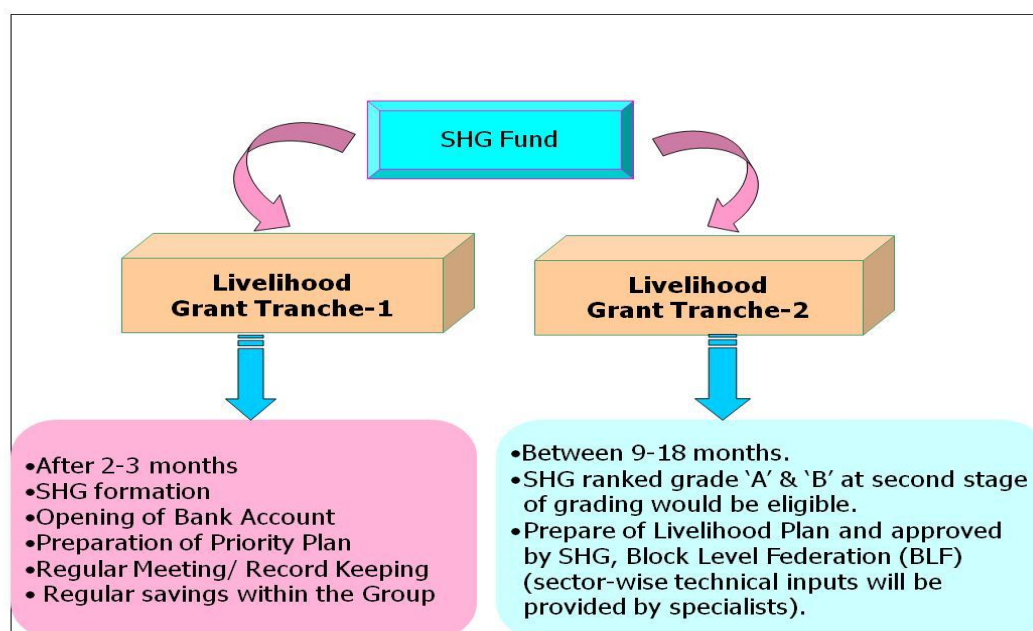 SHG Fund
Livelihood
Grant Tranche-1
Livelihood
Grant Tranche-2
•After 2-3 months
•SHG formation
•Opening of Bank Account
•Preparation of Priority Plan
•Regular Meeting/ Record Keeping
• Regular savings within the Group
•Between 9-18 months.
•SHG ranked grade ‘A’ & ‘B’ at second stage
of grading would be eligible.
•Prepare of Livelihood Plan and approved
by SHG, Block Level Federation (BLF)
(sector-wise technical inputs will be
provided by specialists).